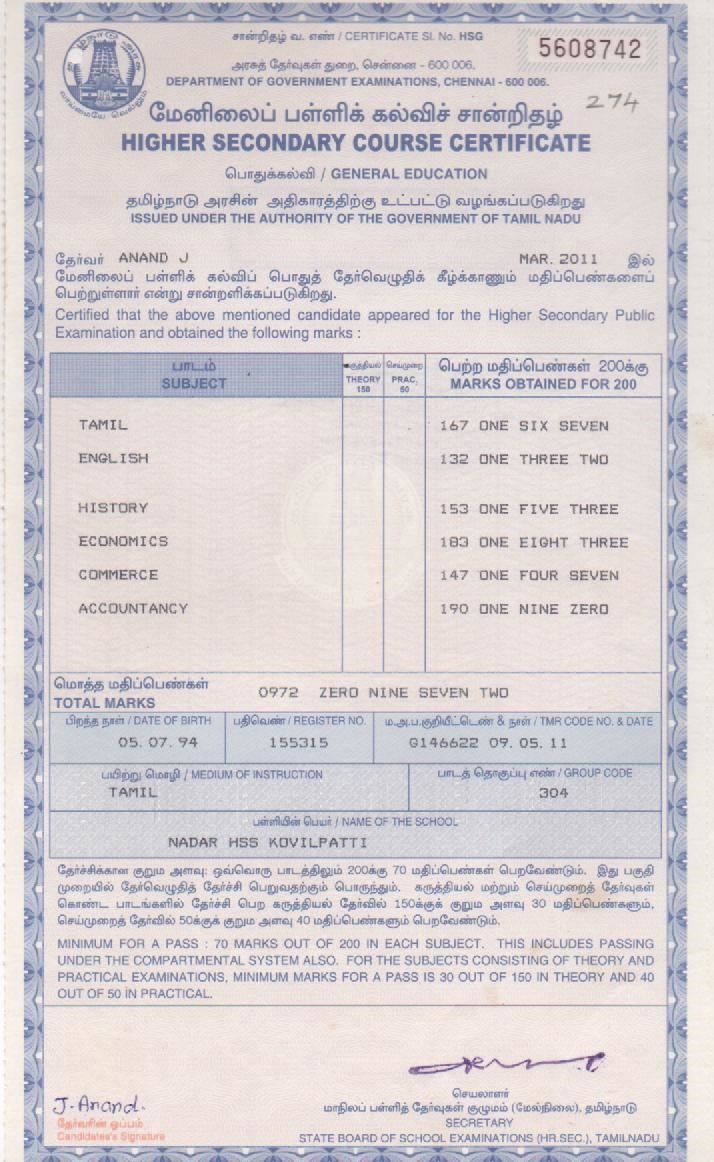 சான்றிதழ் வ. எண் / CERTIFICATE Sl. No. HSG
5608742
அரசுத் தேர்வுகள் துறை, சென்னை - 600 006.
DEPARTMENT OF GOVERNMENT EXAMINATIONS, CHENNAI - 600 006.
274
மேனிலைப் பள்ளிக் கல்விச் சான்றிதழ்
HIGHER SECONDARY COURSE CERTIFICATE
பொதுக்கல்வி / GENERAL EDUCATION
தமிழ்நாடு அரசின் அதிகாரத்திற்கு உட்பட்டு வழங்கப்படுகிறது
ISSUED UNDER THE AUTHORITY OF THE GOVERNMENT OF TAMIL NADU
தேர்வர் ANAND J MAR. 2011 இல்
மேனிலைப் பள்ளிக் கல்விப் பொதுத் தேர்வெழுதிக் கீழ்க்காணும் மதிப்பெண்களைப்
பெற்றுள்ளார் என்று சான்றளிக்கப்படுகிறது.
Certified that the above mentioned candidate appeared for the Higher Secondary Public
Examination and obtained the following marks :
பாடம் கருத்தியல் செய்முறை பெற்ற மதிப்பெண்கள் 200க்கு
SUBJECT THEORY 150 PRAC. 50 MARKS OBTAINED FOR 200
TAMIL 167 ONE SIX SEVEN
ENGLISH 132 ONE THREE TWO
HISTORY 153 ONE FIVE THREE
ECONOMICS 183 ONE EIGHT THREE
COMMERCE 147 ONE FOUR SEVEN
ACCOUNTANCY 190 ONE NINE ZERO
மொத்த மதிப்பெண்கள்
TOTAL MARKS 0972 ZERO NINE SEVEN TWO
பிறந்த நாள் / DATE OF BIRTH பதிவெண் / REGISTER NO. ம.அ.ப.குறியீட்டெண் & நாள் / TMR CODE NO. & DATE
05.07.94 155315 G146622 09.05.11
பயிற்று மொழி / MEDIUM OF INSTRUCTION பாடத் தொகுப்பு எண் / GROUP CODE
TAMIL 304
பள்ளியின் பெயர் / NAME OF THE SCHOOL
NADAR HSS KOVILPATTI
தேர்ச்சிக்கான குறும அளவு: ஒவ்வொரு பாடத்திலும் 200க்கு 70 மதிப்பெண்கள் பெறவேண்டும். இது பகுதி
முறையில் தேர்வெழுதித் தேர்ச்சி பெறுவதற்கும் பொருந்தும். கருத்தியல் மற்றும் செய்முறைத் தேர்வுகள்
கொண்ட பாடங்களில் தேர்ச்சி பெற கருத்தியல் தேர்வில் 150க்குக் குறும அளவு 30 மதிப்பெண்களும்,
செய்முறைத் தேர்வில் 50க்குக் குறும அளவு 40 மதிப்பெண்களும் பெறவேண்டும்.
MINIMUM FOR A PASS : 70 MARKS OUT OF 200 IN EACH SUBJECT. THIS INCLUDES PASSING
UNDER THE COMPARTMENTAL SYSTEM ALSO. FOR THE SUBJECTS CONSISTING OF THEORY AND
PRACTICAL EXAMINATIONS, MINIMUM MARKS FOR A PASS IS 30 OUT OF 150 IN THEORY AND 40
OUT OF 50 IN PRACTICAL.
J. Anand.
தேர்வரின் ஒப்பம்
Candidates's Signature
செயலாளர்
மாநிலப் பள்ளித் தேர்வுகள் குழுமம் (மேல்நிலை), தமிழ்நாடு
SECRETARY
STATE BOARD OF SCHOOL EXAMINATIONS (HR.SEC.), TAMILNADU